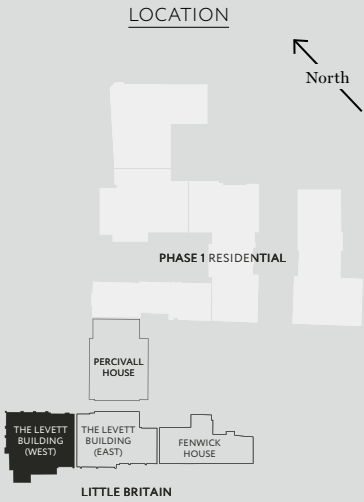 LOCATION
North
PHASE 1 RESIDENTIAL
PERCIVALL
HOUSE
THE LEVETT
BUILDING
(WEST)
THE LEVETT
BUILDING
(EAST)
FENWICK
HOUSE
LITTLE BRITAIN